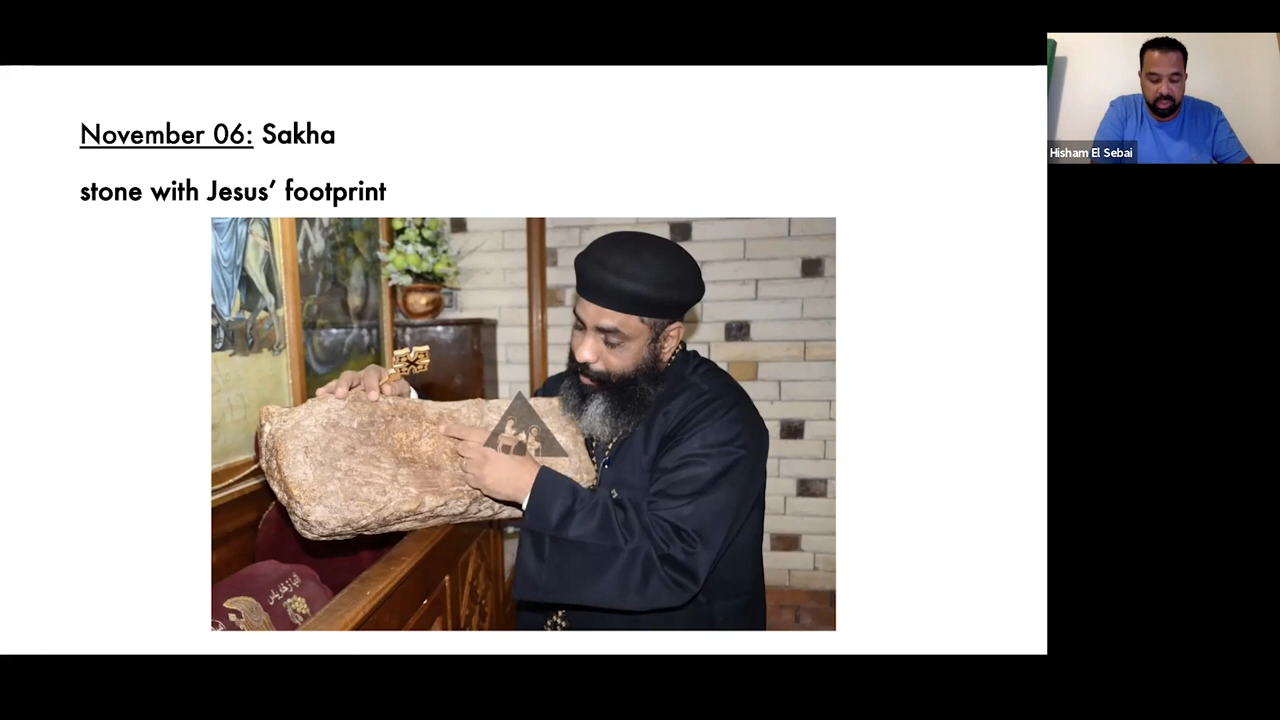 November 06: Sakha
stone with Jesus’ footprint
Hisham El Sebai